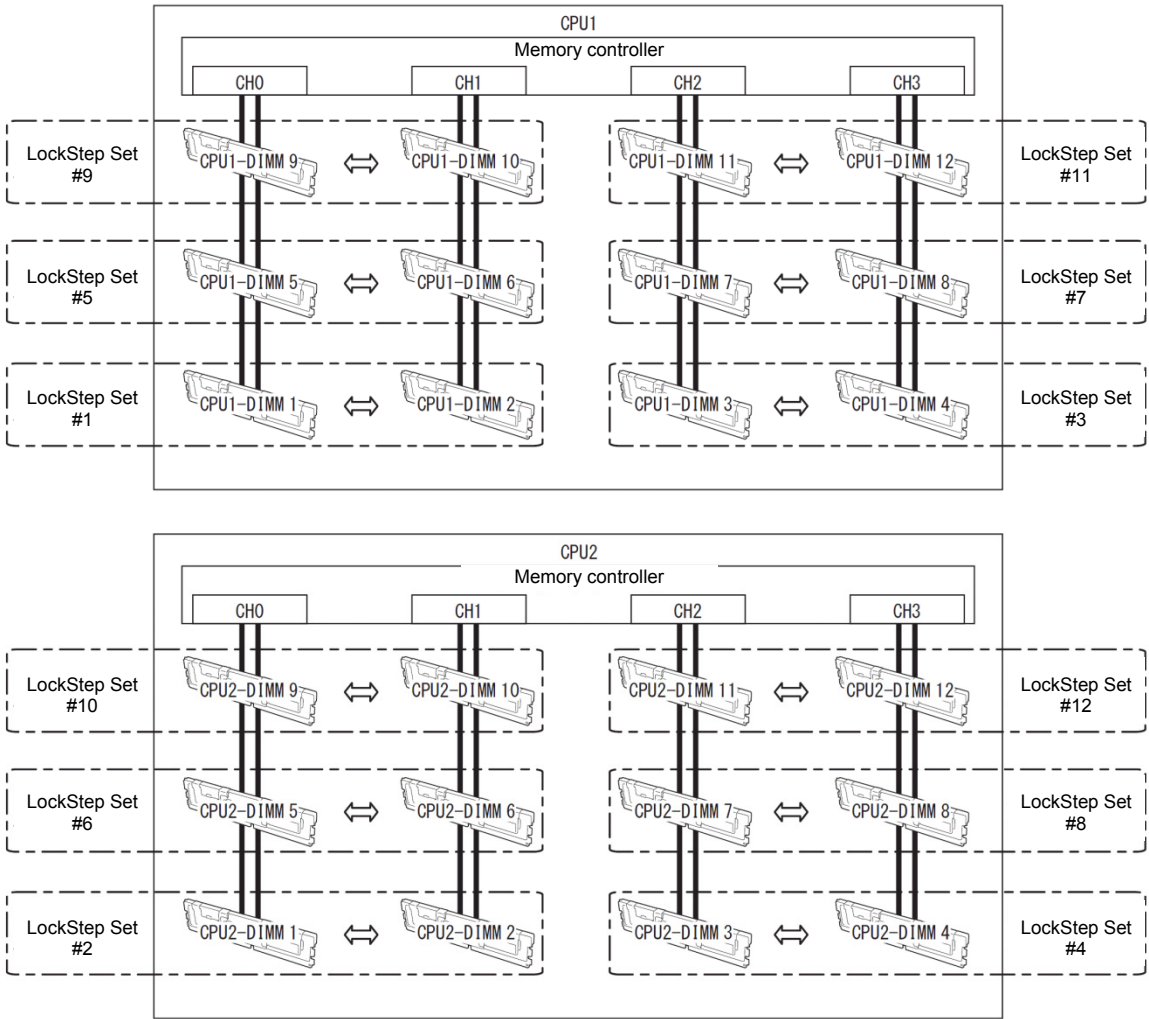 CPU1
Memory controller
CH0 CH1 CH2 CH3
LockStep Set
#9
CPU1-DIMM 9 CPU1-DIMM 10 CPU1-DIMM 11 CPU1-DIMM 12
LockStep Set
#11
LockStep Set
#5
CPU1-DIMM 5 CPU1-DIMM 6 CPU1-DIMM 7 CPU1-DIMM 8
LockStep Set
#7
LockStep Set
#1
CPU1-DIMM 1 CPU1-DIMM 2 CPU1-DIMM 3 CPU1-DIMM 4
LockStep Set
#3
CPU2
Memory controller
CH0 CH1 CH2 CH3
LockStep Set
#10
CPU2-DIMM 9 CPU2-DIMM 10 CPU2-DIMM 11 CPU2-DIMM 12
LockStep Set
#12
LockStep Set
#6
CPU2-DIMM 5 CPU2-DIMM 6 CPU2-DIMM 7 CPU2-DIMM 8
LockStep Set
#8
LockStep Set
#2
CPU2-DIMM 1 CPU2-DIMM 2 CPU2-DIMM 3 CPU2-DIMM 4
LockStep Set
#4